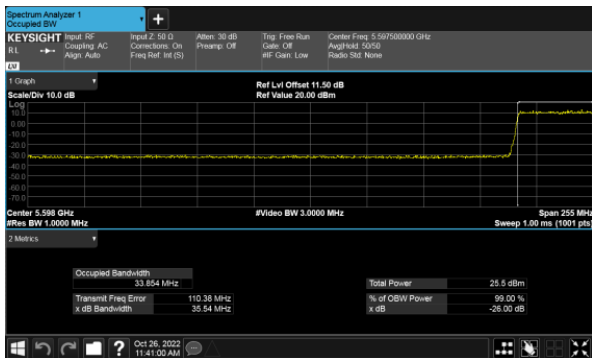 Spectrum Analyzer 1
Occupied BW
+
KEYSIGHT
RL
LXI
Input: RF
Coupling: AC
Align: Auto
Input Z: 50 Ω
Corrections: On
Freq Ref: Int (S)
Atten: 30 dB
Preamp: Off
Trig: Free Run
Gate: Off
#IF Gain: Low
Center Freq: 5.597500000 GHz
Avg|Hold: 50/50
Radio Std: None
1 Graph
Scale/Div 10.0 dB
Ref Lvl Offset 11.50 dB
Ref Value 20.00 dBm
Log
10.0
0.00
-10.0
-20.0
-30.0
-40.0
-50.0
-60.0
-70.0
Center 5.598 GHz
#Res BW 1.0000 MHz
#Video BW 3.0000 MHz
Span 255 MHz
Sweep 1.00 ms (1001 pts)
2 Metrics
Occupied Bandwidth
33.854 MHz
Total Power 25.5 dBm
Transmit Freq Error 110.38 MHz
% of OBW Power 99.00 %
x dB Bandwidth 35.54 MHz
x dB -26.00 dB
?
Oct 26, 2022
11:41:00 AM